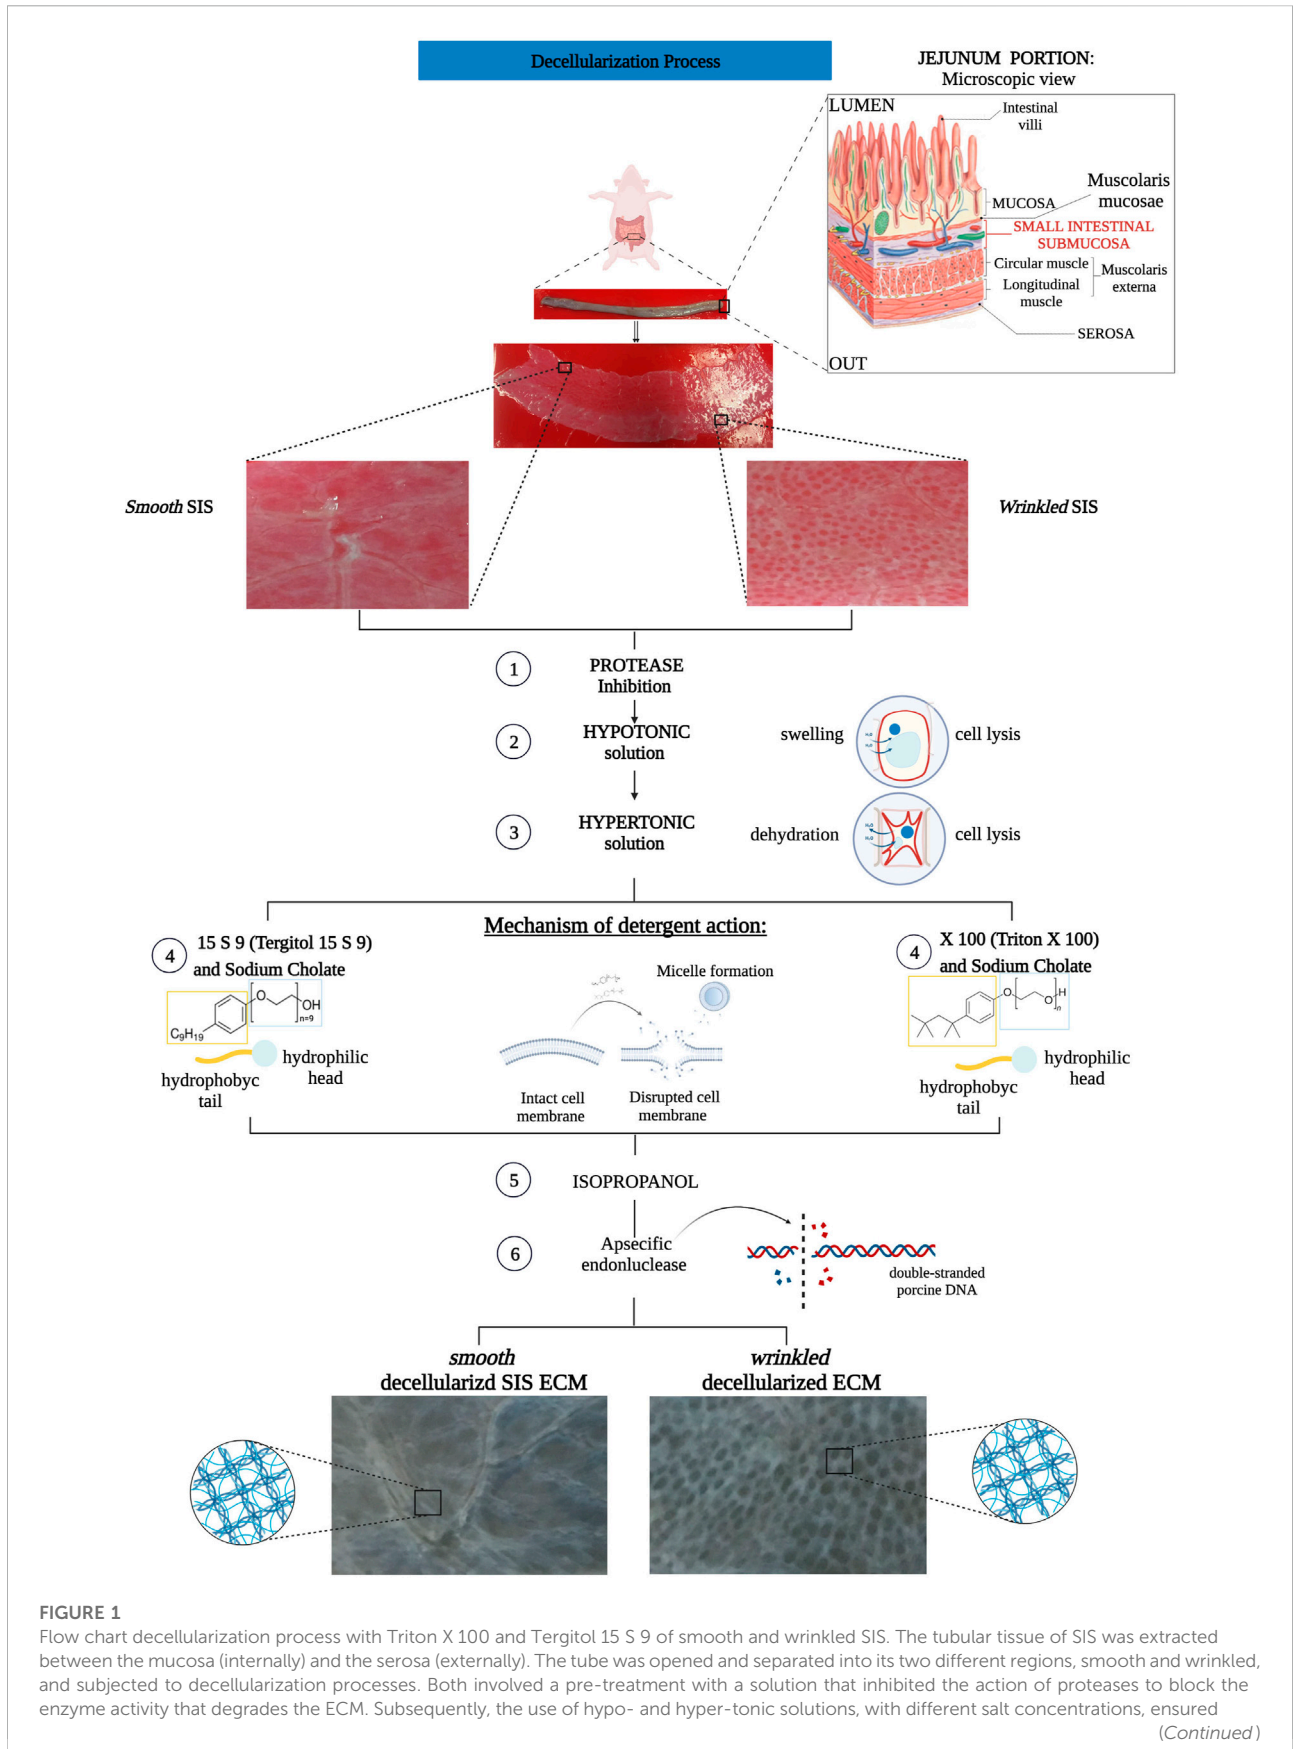 Decellularization Process
JEJUNUM PORTION:
Microscopic view
LUMEN
Intestinal
villi
Muscolaris
mucosae
MUCOSA
SMALL INTESTINAL
SUBMUCOSA
Circular muscle
Longitudinal
muscle
Muscolaris
externa
SEROSA
OUT
Smooth SIS
Wrinkled SIS
1
PROTEASE
Inhibition
2
HYPOTONIC
solution
swelling
H₂O
H₂O
cell lysis
3
HYPERTONIC
solution
dehydration
H₂O
H₂O
cell lysis
Mechanism of detergent action:
4
15 S 9 (Tergitol 15 S 9)
and Sodium Cholate
O
OH
n=9
C₉H₁₉
hydrophilic
head
hydrophobyc
tail
Micelle formation
Intact cell
membrane
Disrupted cell
membrane
4
X 100 (Triton X 100)
and Sodium Cholate
O
O
H
n
hydrophilic
head
hydrophobyc
tail
5
ISOPROPANOL
6
Apsecific
endonluclease
double-stranded
porcine DNA
smooth
decellularizd SIS ECM
wrinkled
decellularized ECM
FIGURE 1
Flow chart decellularization process with Triton X 100 and Tergitol 15 S 9 of smooth and wrinkled SIS. The tubular tissue of SIS was extracted
between the mucosa (internally) and the serosa (externally). The tube was opened and separated into its two different regions, smooth and wrinkled,
and subjected to decellularization processes. Both involved a pre-treatment with a solution that inhibited the action of proteases to block the
enzyme activity that degrades the ECM. Subsequently, the use of hypo- and hyper-tonic solutions, with different salt concentrations, ensured
(Continued)